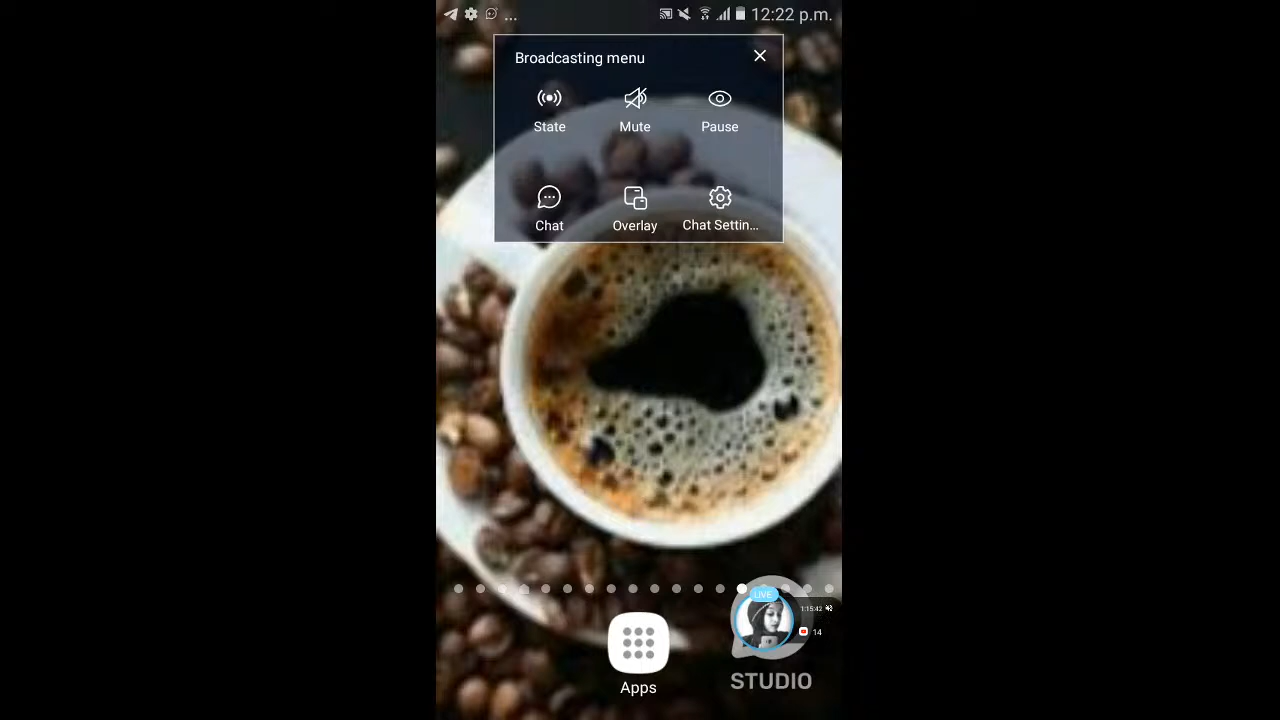 ... 12:22 p.m.
Broadcasting menu
State Mute Pause
Chat Overlay Chat Settin...
LIVE
1:15:42
14
Apps
STUDIO